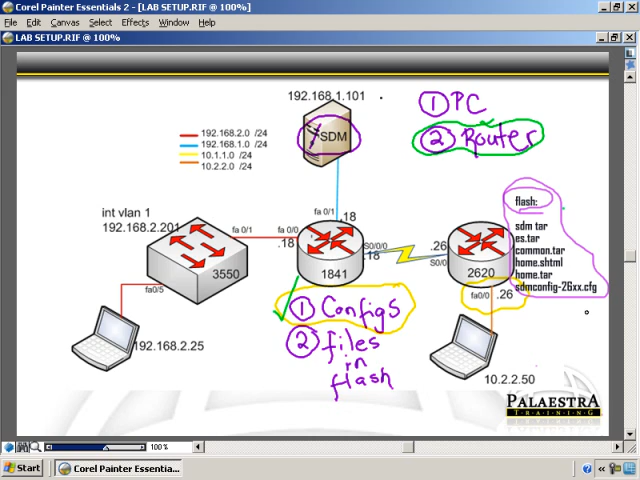 Corel Painter Essentials 2 - [LAB SETUP.RIF @ 100%]
File Edit Canvas Select Effects Window Help
LAB SETUP.RIF @ 100%
192.168.1.101
① PC
② Router
SDM
192.168.2.0 /24
192.168.1.0 /24
10.1.1.0 /24
10.2.2.0 /24
flash:
sdm tar
es.tar
common.tar
home.shtml
home.tar
sdmconfig-26xx.cfg
int vlan 1
192.168.2.201
fa 0/1
fa 0/0
fa 0/1
.18
.18
S0/0/0
.18
.26
S0/0
3550
1841
2620
fa0/5
fa0/0
.26
① Configs
② files
in
flash
192.168.2.25
10.2.2.50
PALAESTRA
TRAINING
100%
Start
Corel Painter Essentia...
100%